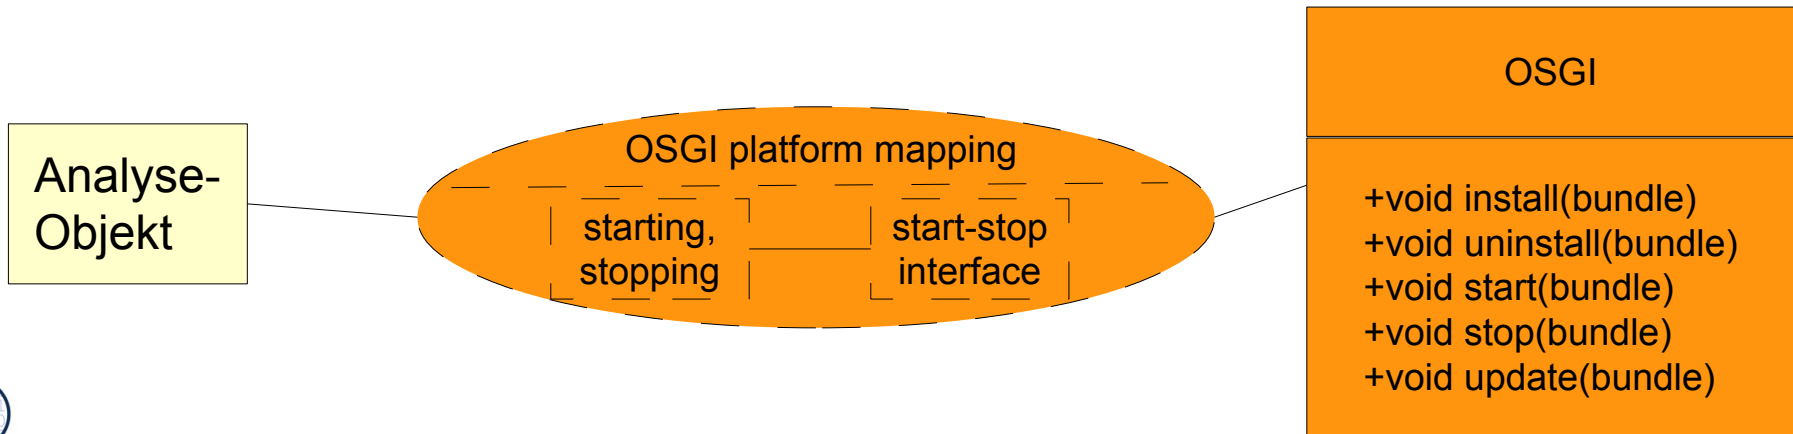 Analyse-
Objekt
OSGI platform mapping
starting,
stopping
start-stop
interface
OSGI
+void install(bundle)
+void uninstall(bundle)
+void start(bundle)
+void stop(bundle)
+void update(bundle)